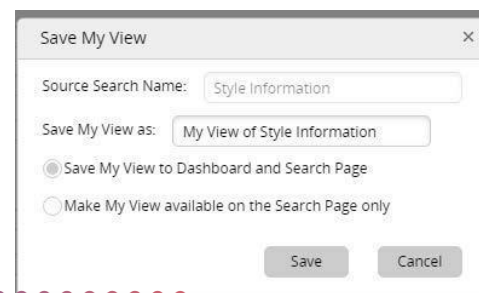 Save My View ×
Source Search Name: Style Information
Save My View as: My View of Style Information
Save My View to Dashboard and Search Page
Make My View available on the Search Page only
Save Cancel